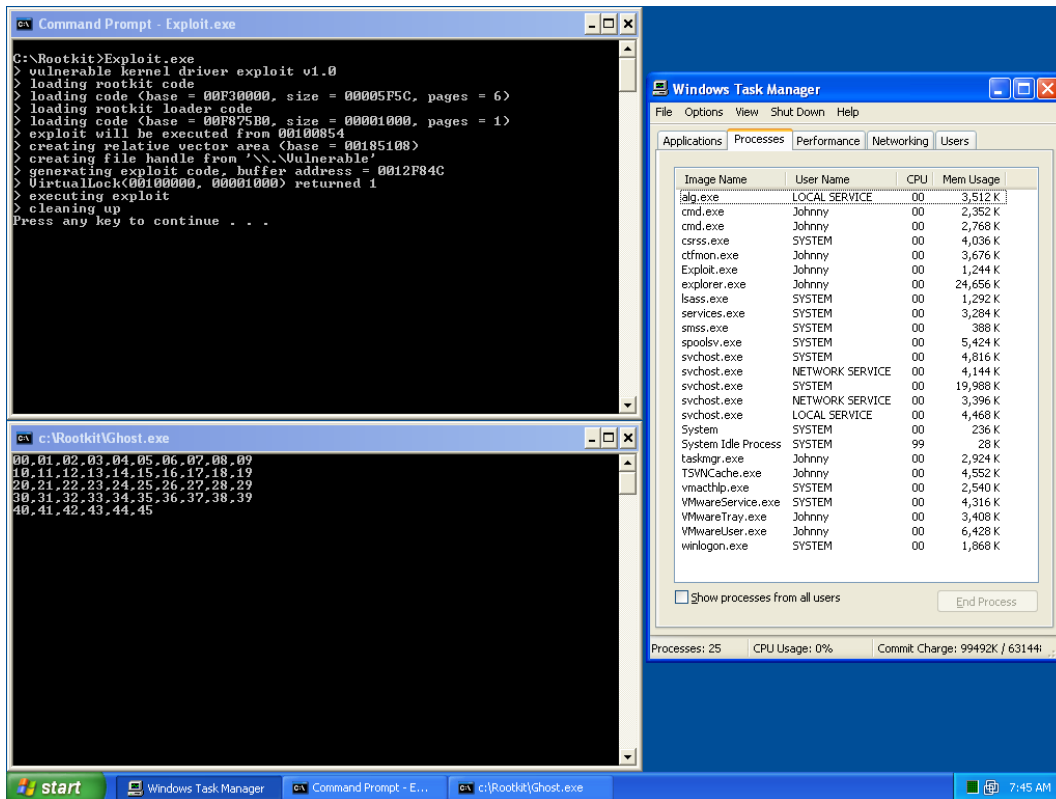 Command Prompt - Exploit.exe
C:\Rootkit>Exploit.exe
> vulnerable kernel driver exploit v1.0
> loading rootkit code
> loading code (base = 00F30000, size = 00005F5C, pages = 6)
> loading rootkit loader code
> loading code (base = 00F875B0, size = 00001000, pages = 1)
> exploit will be executed from 00100854
> creating relative vector area (base = 00185108)
> creating file handle from '\\.\Vulnerable'
> generating exploit code, buffer address = 0012F84C
> VirtualLock(00100000, 00001000) returned 1
> executing exploit
> cleaning up
Press any key to continue . . .
c:\Rootkit\Ghost.exe
00,01,02,03,04,05,06,07,08,09
10,11,12,13,14,15,16,17,18,19
20,21,22,23,24,25,26,27,28,29
30,31,32,33,34,35,36,37,38,39
40,41,42,43,44,45
Windows Task Manager
File Options View Shut Down Help
Applications Processes Performance Networking Users
Image Name User Name CPU Mem Usage
alg.exe LOCAL SERVICE 00 3,512 K
cmd.exe Johnny 00 2,352 K
cmd.exe Johnny 00 2,768 K
csrss.exe SYSTEM 00 4,036 K
ctfmon.exe Johnny 00 3,676 K
Exploit.exe Johnny 00 1,244 K
explorer.exe Johnny 00 24,656 K
lsass.exe SYSTEM 00 1,292 K
services.exe SYSTEM 00 3,284 K
smss.exe SYSTEM 00 388 K
spoolsv.exe SYSTEM 00 5,424 K
svchost.exe SYSTEM 00 4,816 K
svchost.exe NETWORK SERVICE 00 4,144 K
svchost.exe SYSTEM 00 19,988 K
svchost.exe NETWORK SERVICE 00 3,396 K
svchost.exe LOCAL SERVICE 00 4,468 K
System SYSTEM 00 236 K
System Idle Process SYSTEM 99 28 K
taskmgr.exe Johnny 00 2,924 K
TSVNCache.exe Johnny 00 4,552 K
vmacthlp.exe SYSTEM 00 2,540 K
VMwareService.exe SYSTEM 00 4,316 K
VMwareTray.exe Johnny 00 3,408 K
VMwareUser.exe Johnny 00 6,428 K
winlogon.exe SYSTEM 00 1,868 K
Show processes from all users
End Process
Processes: 25 CPU Usage: 0% Commit Charge: 99492K /
start Windows Task Manager Command Prompt - E... c:\Rootkit\Ghost.exe 7:45 AM